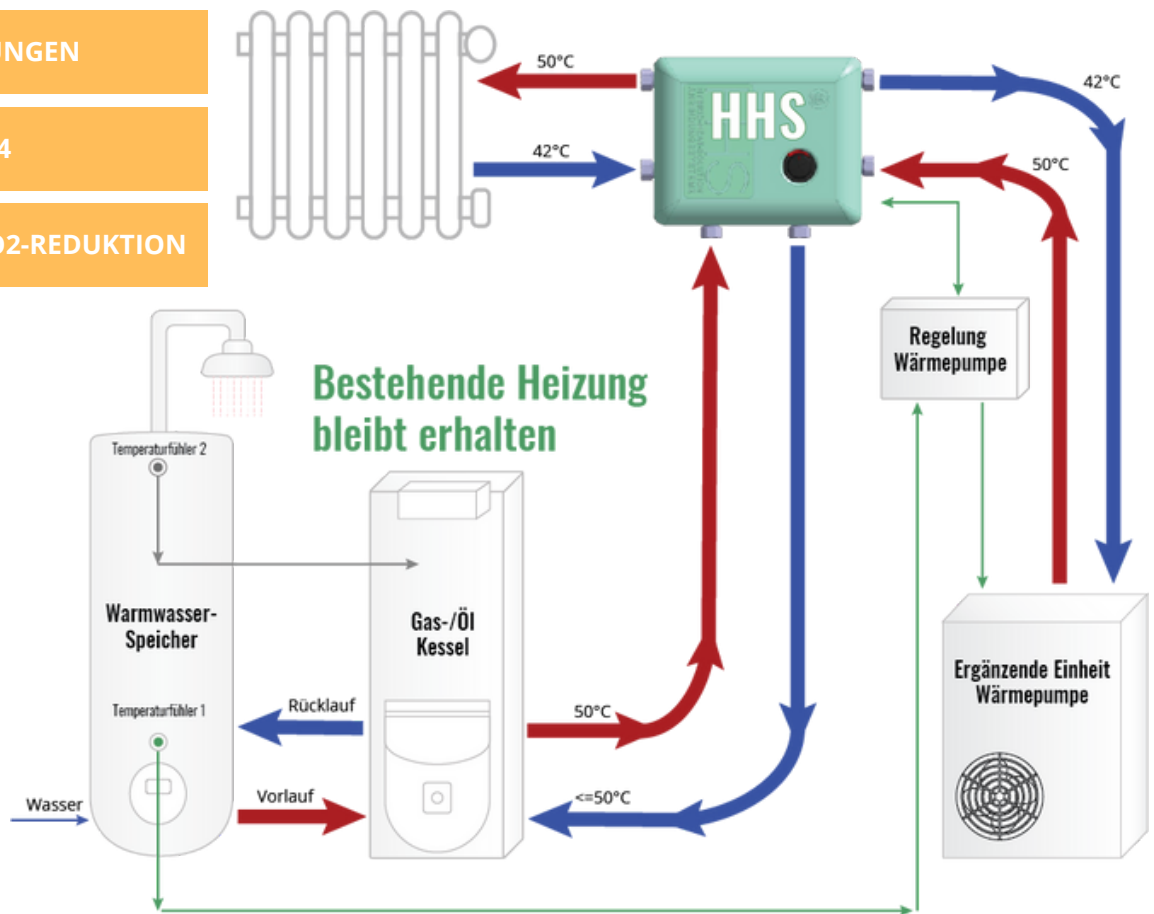 UNGEN
4
O2-REDUKTION
50°C
42°C
HHS
42°C
50°C
Regelung
Wärmepumpe
Bestehende Heizung
bleibt erhalten
Temperaturfühler 2
Warmwasser-
Speicher
Gas-/Öl
Kessel
Ergänzende Einheit
Wärmepumpe
Temperaturfühler 1
Rücklauf
50°C
Wasser
Vorlauf
<=50°C